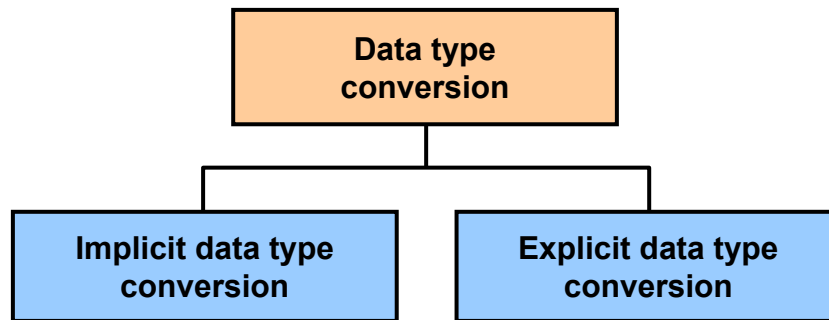 Data type
conversion
Implicit data type
conversion
Explicit data type
conversion